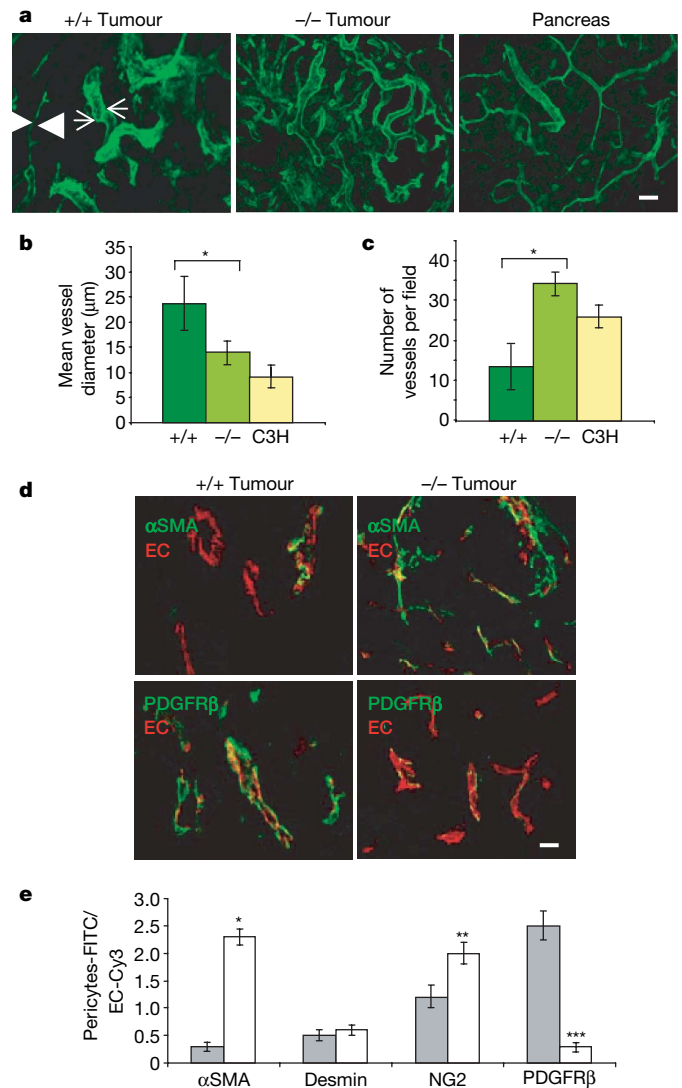 a
+/+ Tumour
–/– Tumour
Pancreas
b
Mean vessel
diameter (μm)
35
30
25
20
15
10
5
0
*
+/+ –/– C3H
c
Number of
vessels per field
40
30
20
10
0
*
+/+ –/– C3H
d
+/+ Tumour
–/– Tumour
αSMA
EC
αSMA
EC
PDGFRβ
EC
PDGFRβ
EC
e
Pericytes-FITC/
EC-Cy3
3.0
2.5
2.0
1.5
1.0
0.5
0
*
**
***
αSMA Desmin NG2 PDGFRβ